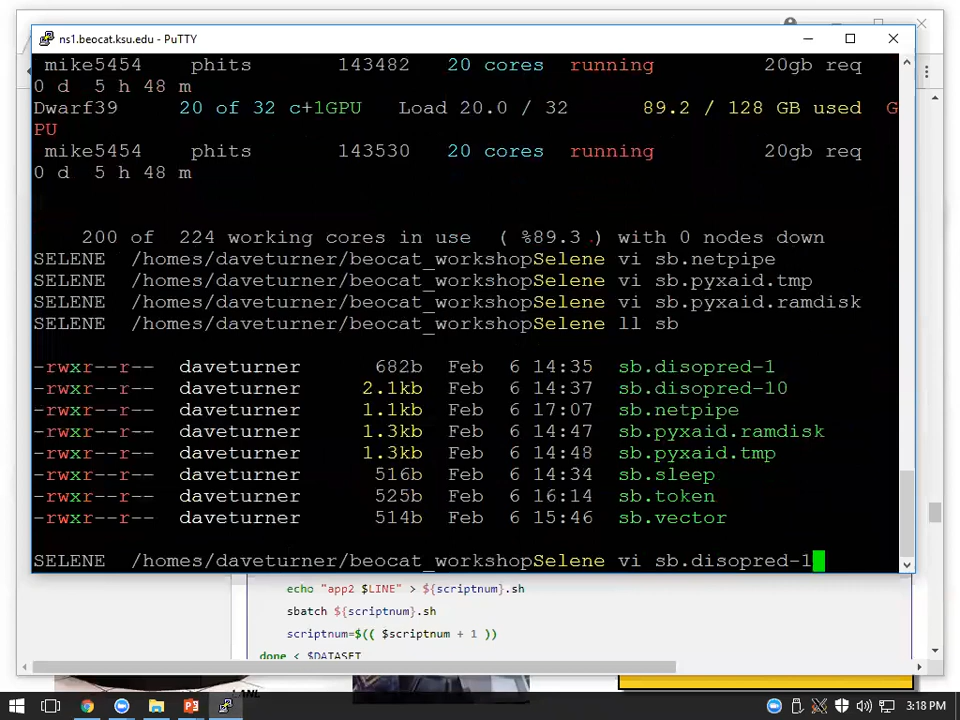 ns1.beocat.ksu.edu - PuTTY
mike5454 phits 143482 20 cores running 20gb req
0 d 5 h 48 m
Dwarf39 20 of 32 c+1GPU Load 20.0 / 32 89.2 / 128 GB used G
PU
mike5454 phits 143530 20 cores running 20gb req
0 d 5 h 48 m
200 of 224 working cores in use ( %89.3 ) with 0 nodes down
SELENE /homes/daveturner/beocat_workshopSelene vi sb.netpipe
SELENE /homes/daveturner/beocat_workshopSelene vi sb.pyxaid.tmp
SELENE /homes/daveturner/beocat_workshopSelene vi sb.pyxaid.ramdisk
SELENE /homes/daveturner/beocat_workshopSelene ll sb
-rwxr--r-- daveturner 682b Feb 6 14:35 sb.disopred-1
-rwxr--r-- daveturner 2.1kb Feb 6 14:37 sb.disopred-10
-rwxr--r-- daveturner 1.1kb Feb 6 17:07 sb.netpipe
-rwxr--r-- daveturner 1.3kb Feb 6 14:47 sb.pyxaid.ramdisk
-rwxr--r-- daveturner 1.3kb Feb 6 14:48 sb.pyxaid.tmp
-rwxr--r-- daveturner 516b Feb 6 14:34 sb.sleep
-rwxr--r-- daveturner 525b Feb 6 16:14 sb.token
-rwxr--r-- daveturner 514b Feb 6 15:46 sb.vector
SELENE /homes/daveturner/beocat_workshopSelene vi sb.disopred-1
echo "app2 $LINE" > ${scriptnum}.sh
sbatch ${scriptnum}.sh
scriptnum=$(( $scriptnum + 1 ))
done < $DATASET
LANL
3:18 PM